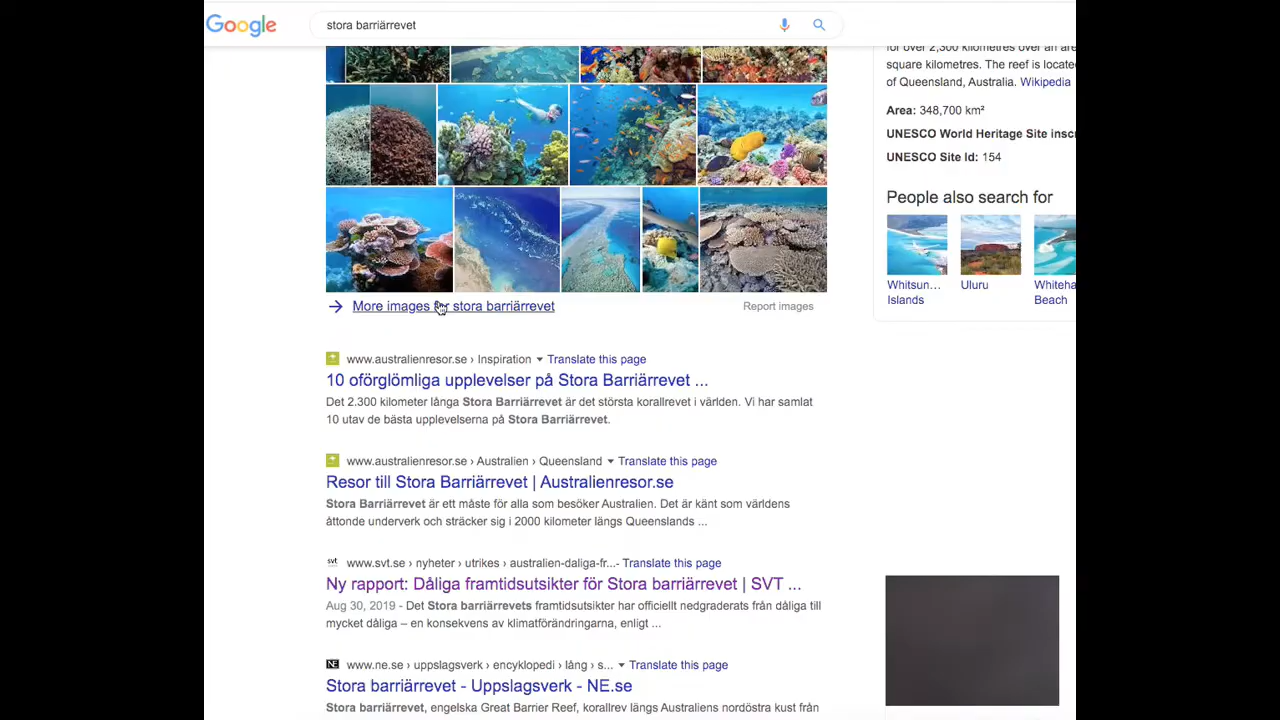 Google
stora barriärrevet
for over 2,300 kilometres over an are
square kilometres. The reef is locate
of Queensland, Australia. Wikipedia
Area: 348,700 km²
UNESCO World Heritage Site inscr
UNESCO Site Id: 154
People also search for
Whitsun...
Islands
Uluru
Whiteha
Beach
More images for stora barriärrevet
Report images
www.australienresor.se › Inspiration Translate this page
10 oförglömliga upplevelser på Stora Barriärrevet ...
Det 2.300 kilometer långa Stora Barriärrevet är det största korallrevet i världen. Vi har samlat
10 utav de bästa upplevelserna på Stora Barriärrevet.
www.australienresor.se › Australien › Queensland Translate this page
Resor till Stora Barriärrevet | Australienresor.se
Stora Barriärrevet är ett måste för alla som besöker Australien. Det är känt som världens
åttonde underverk och sträcker sig i 2000 kilometer längs Queenslands ...
svt www.svt.se › nyheter › utrikes › australien-daliga-fr...- Translate this page
Ny rapport: Dåliga framtidsutsikter för Stora barriärrevet | SVT ...
Aug 30, 2019 - Det Stora barriärrevets framtidsutsikter har officiellt nedgraderats från dåliga till
mycket dåliga – en konsekvens av klimatförändringarna, enligt ...
NE www.ne.se › uppslagsverk › encyklopedi › lång › s... Translate this page
Stora barriärrevet - Uppslagsverk - NE.se
Stora barriärrevet, engelska Great Barrier Reef, korallrev längs Australiens nordöstra kust från